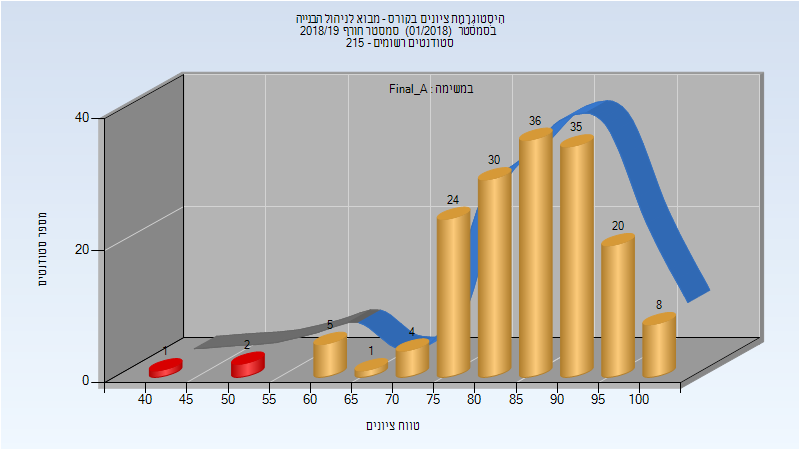 היסטוגרמת ציונים בקורס - מבוא לניהול הבנייה
בסמסטר (01/2018) סמסטר חורף 2018/19
סטודנטים רשומים - 215
במשימה : Final_A
מספר סטודנטים
40
20
0
1
2
5
1
4
24
30
36
35
20
8
40 45 50 55 60 65 70 75 80 85 90 95 100
טווח ציונים